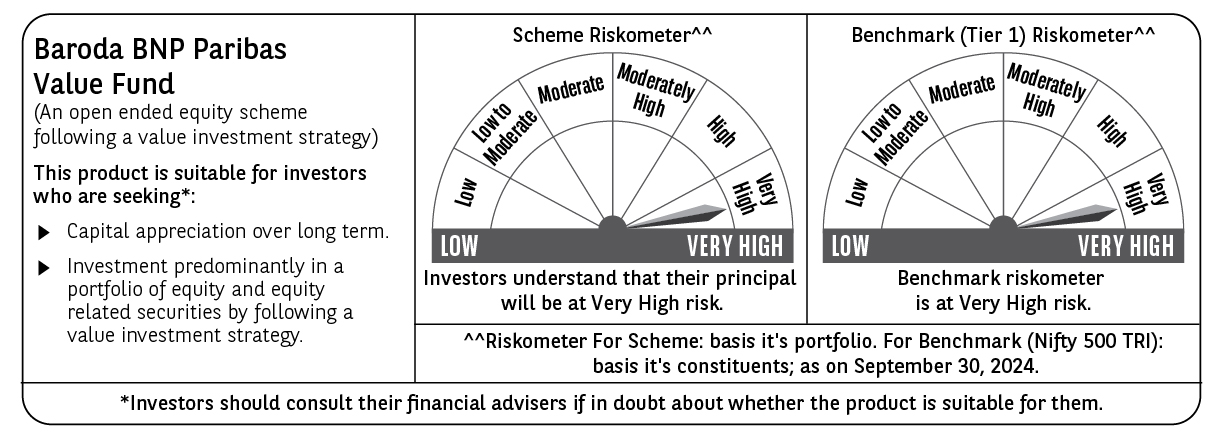 Baroda BNP Paribas
Value Fund
(An open ended equity scheme
following a value investment strategy)
This product is suitable for investors
who are seeking*:
Capital appreciation over long term.
Investment predominantly in a
portfolio of equity and equity
related securities by following a
value investment strategy.
Scheme Riskometer^^
Low
Low to
Moderate
Moderate
Moderately
High
High
Very
High
LOW
VERY HIGH
Investors understand that their principal
will be at Very High risk.
Benchmark (Tier 1) Riskometer^^
Low
Low to
Moderate
Moderate
Moderately
High
High
Very
High
LOW
VERY HIGH
Benchmark riskometer
is at Very High risk.
^^Riskometer For Scheme: basis it's portfolio. For Benchmark (Nifty 500 TRI):
basis it's constituents; as on September 30, 2024.
*Investors should consult their financial advisers if in doubt about whether the product is suitable for them.